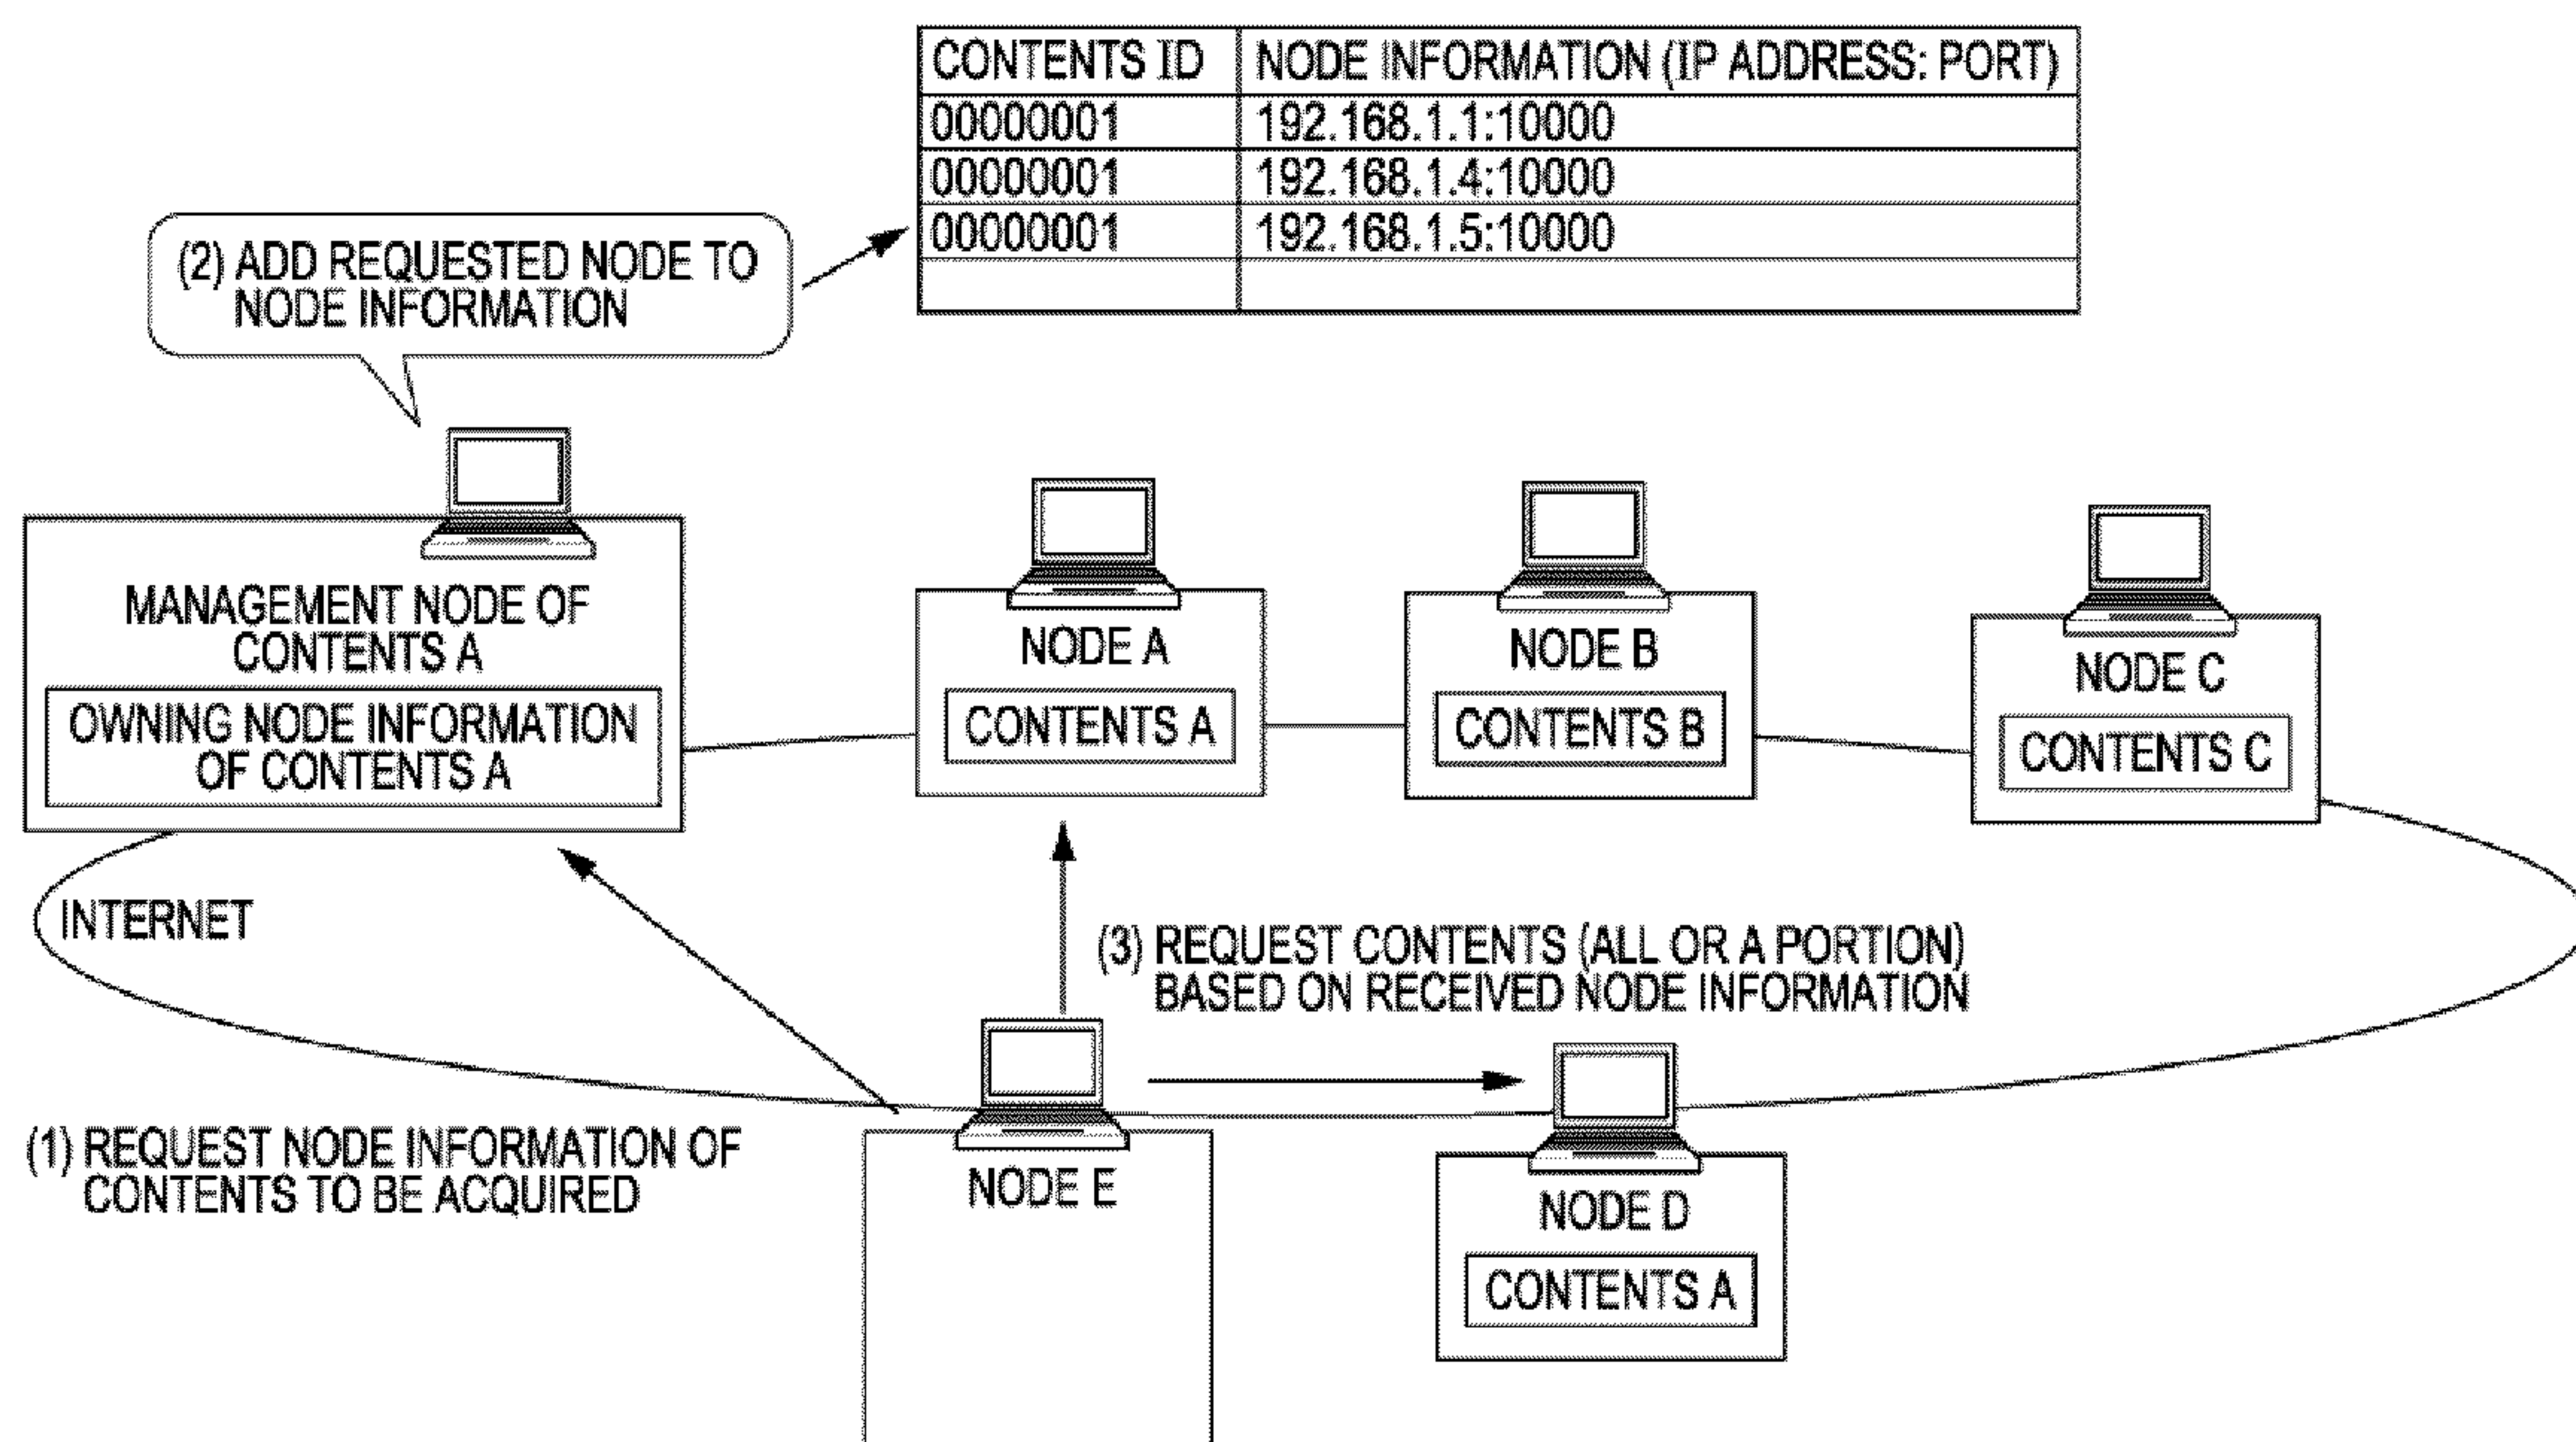 CONTENTS ID NODE INFORMATION (IP ADDRESS: PORT)
00000001 192.168.1.1:10000
00000001 192.168.1.4:10000
00000001 192.168.1.5:10000
(2) ADD REQUESTED NODE TO
NODE INFORMATION
MANAGEMENT NODE OF
CONTENTS A
OWNING NODE INFORMATION
OF CONTENTS A
NODE A
CONTENTS A
NODE B
CONTENTS B
NODE C
CONTENTS C
INTERNET
(3) REQUEST CONTENTS (ALL OR A PORTION)
BASED ON RECEIVED NODE INFORMATION
(1) REQUEST NODE INFORMATION OF
CONTENTS TO BE ACQUIRED
NODE E
NODE D
CONTENTS A